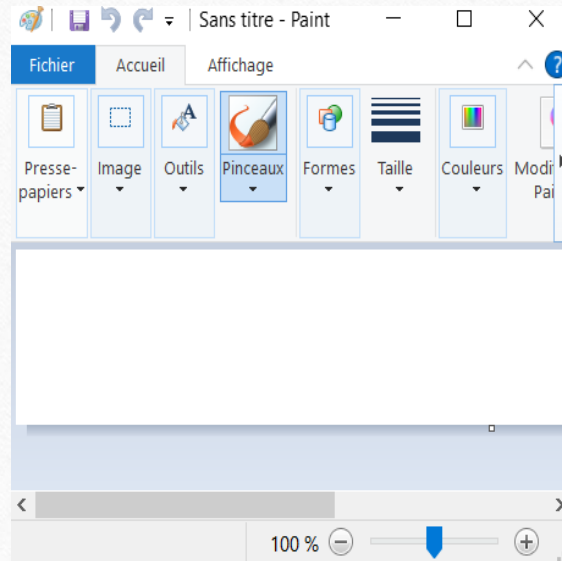 Sans titre - Paint
Fichier Accueil Affichage ?
Presse-papiers Image Outils Pinceaux Formes Taille Couleurs
100 %